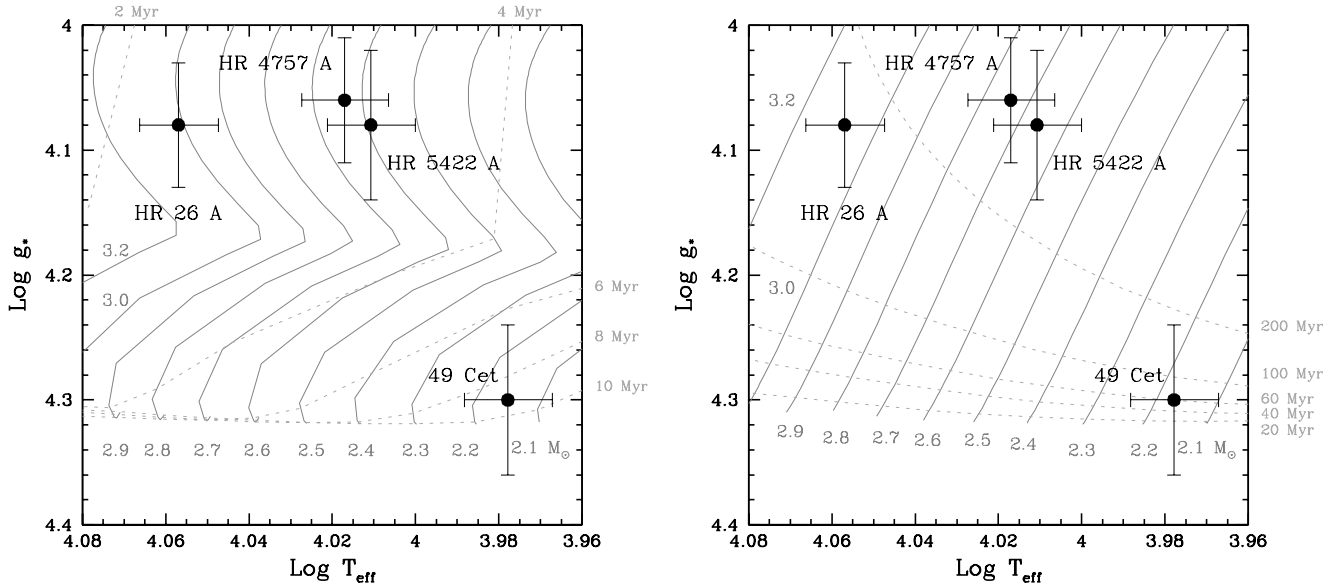 2 Myr 4 Myr
4
HR 4757 A
4.1
HR 5422 A
HR 26 A
3.2
4.2
6 Myr
3.0
8 Myr
49 Cet
10 Myr
4.3
2.9 2.8 2.7 2.6 2.5 2.4 2.3 2.2 2.1 M⊙
4.4
4.08 4.06 4.04 4.02 4 3.98 3.96
Log T_eff
Log g*
4
HR 4757 A
3.2
4.1
HR 5422 A
HR 26 A
4.2
3.0
200 Myr
49 Cet
100 Myr
4.3
60 Myr
40 Myr
20 Myr
2.9 2.8 2.7 2.6 2.5 2.4 2.3 2.2 2.1 M⊙
4.4
4.08 4.06 4.04 4.02 4 3.98 3.96
Log T_eff
Log g*